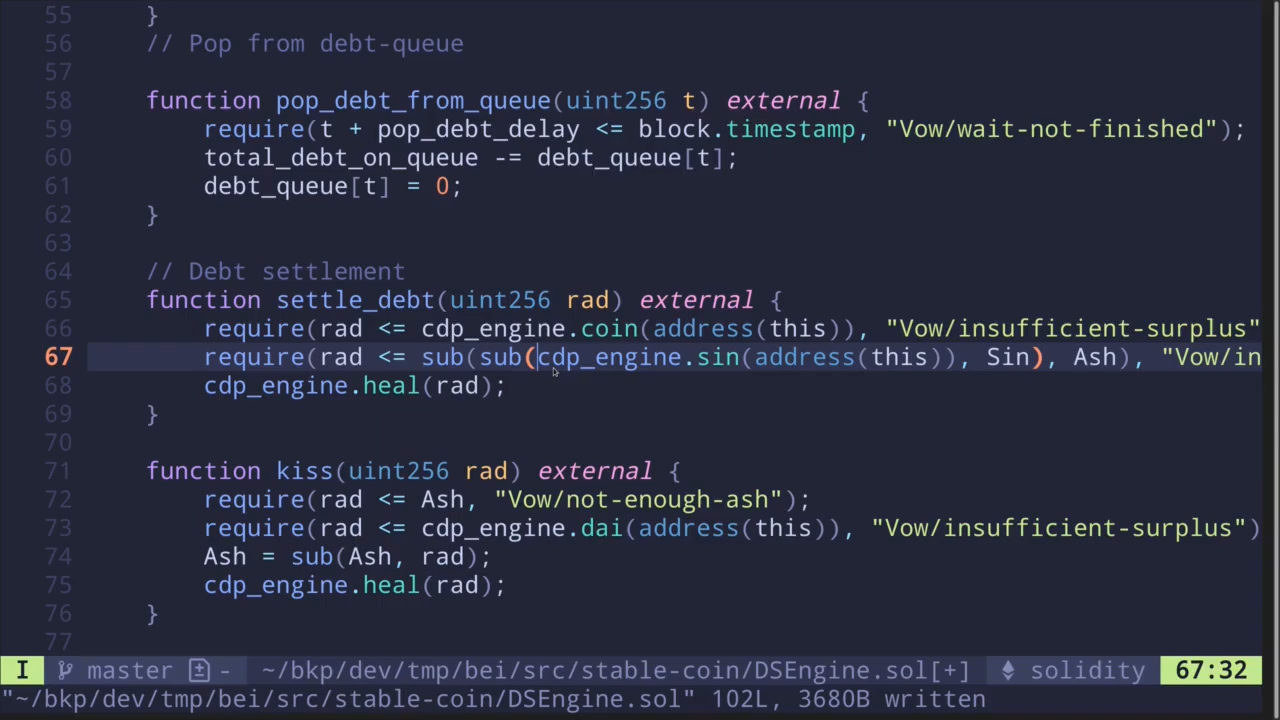 55 }
56 // Pop from debt-queue
57
58 function pop_debt_from_queue(uint256 t) external {
59 require(t + pop_debt_delay <= block.timestamp, "Vow/wait-not-finished");
60 total_debt_on_queue -= debt_queue[t];
61 debt_queue[t] = 0;
62 }
63
64 // Debt settlement
65 function settle_debt(uint256 rad) external {
66 require(rad <= cdp_engine.coin(address(this)), "Vow/insufficient-surplus"
67 require(rad <= sub(sub(cdp_engine.sin(address(this)), Sin), Ash), "Vow/in
68 cdp_engine.heal(rad);
69 }
70
71 function kiss(uint256 rad) external {
72 require(rad <= Ash, "Vow/not-enough-ash");
73 require(rad <= cdp_engine.dai(address(this)), "Vow/insufficient-surplus")
74 Ash = sub(Ash, rad);
75 cdp_engine.heal(rad);
76 }
77
I master - ~/bkp/dev/tmp/bei/src/stable-coin/DSEngine.sol[+] solidity 67:32
"~/bkp/dev/tmp/bei/src/stable-coin/DSEngine.sol" 102L, 3680B written